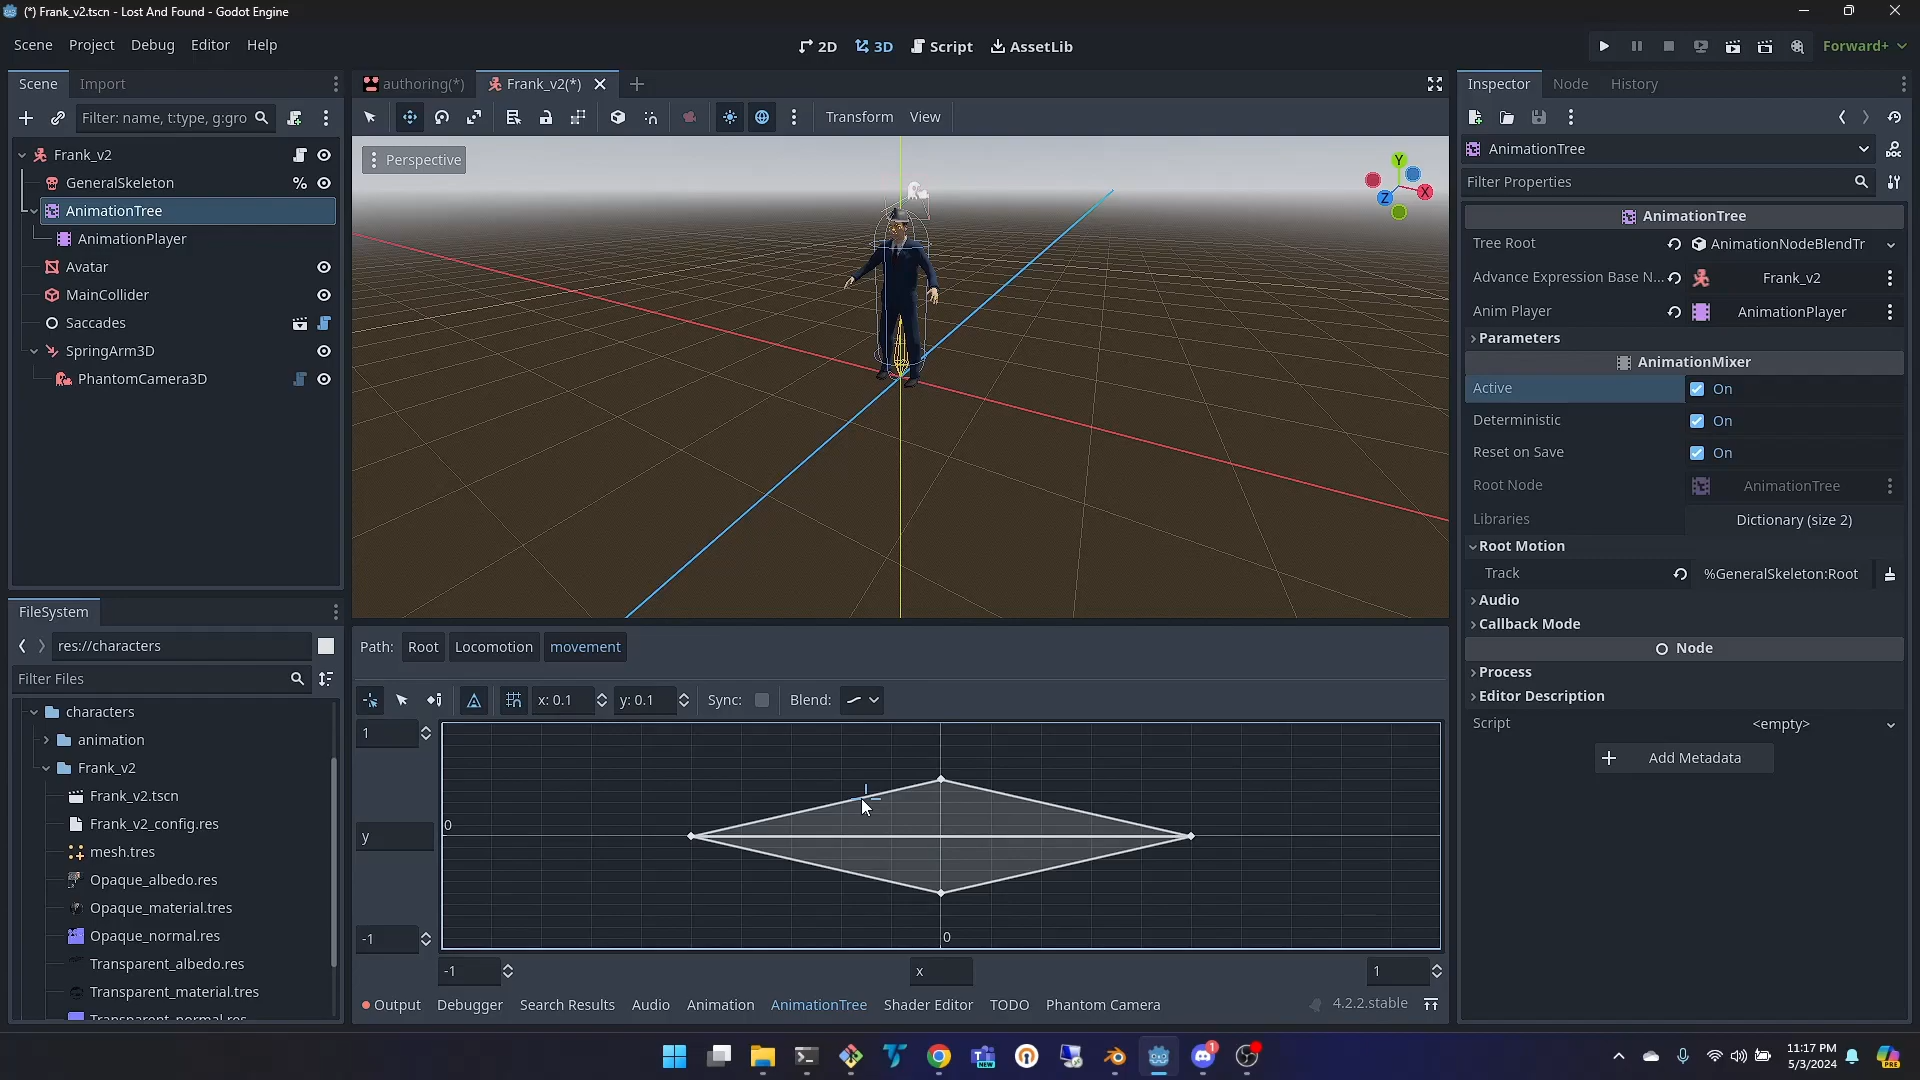 (*) Frank_v2.tscn - Lost And Found - Godot Engine
Scene Project Debug Editor Help
2D 3D Script AssetLib
Forward+
Scene Import
authoring(*) Frank_v2(*)
Inspector Node History
Filter: name, t:type, g:gro
Transform View
Frank_v2
GeneralSkeleton %
AnimationTree
AnimationPlayer
Avatar
MainCollider
Saccades
SpringArm3D
PhantomCamera3D
Perspective
Y
X
Z
AnimationTree
Filter Properties
AnimationTree
Tree Root AnimationNodeBlendTr
Advance Expression Base N... Frank_v2
Anim Player AnimationPlayer
Parameters
AnimationMixer
Active On
Deterministic On
Reset on Save On
Root Node AnimationTree
Libraries Dictionary (size 2)
Root Motion
Track %GeneralSkeleton:Root
Audio
Callback Mode
Node
Process
Editor Description
Script <empty>
Add Metadata
FileSystem
res://characters
Filter Files
characters
animation
Frank_v2
Frank_v2.tscn
Frank_v2_config.res
mesh.tres
Opaque_albedo.res
Opaque_material.tres
Opaque_normal.res
Transparent_albedo.res
Transparent_material.tres
Transparent_normal.res
Path: Root Locomotion movement
x: 0.1 y: 0.1 Sync: Blend:
1
0
y
-1
0
-1 x 1
Output Debugger Search Results Audio Animation AnimationTree Shader Editor TODO Phantom Camera 4.2.2.stable
NEW
1
11:17 PM
5/3/2024
PRE